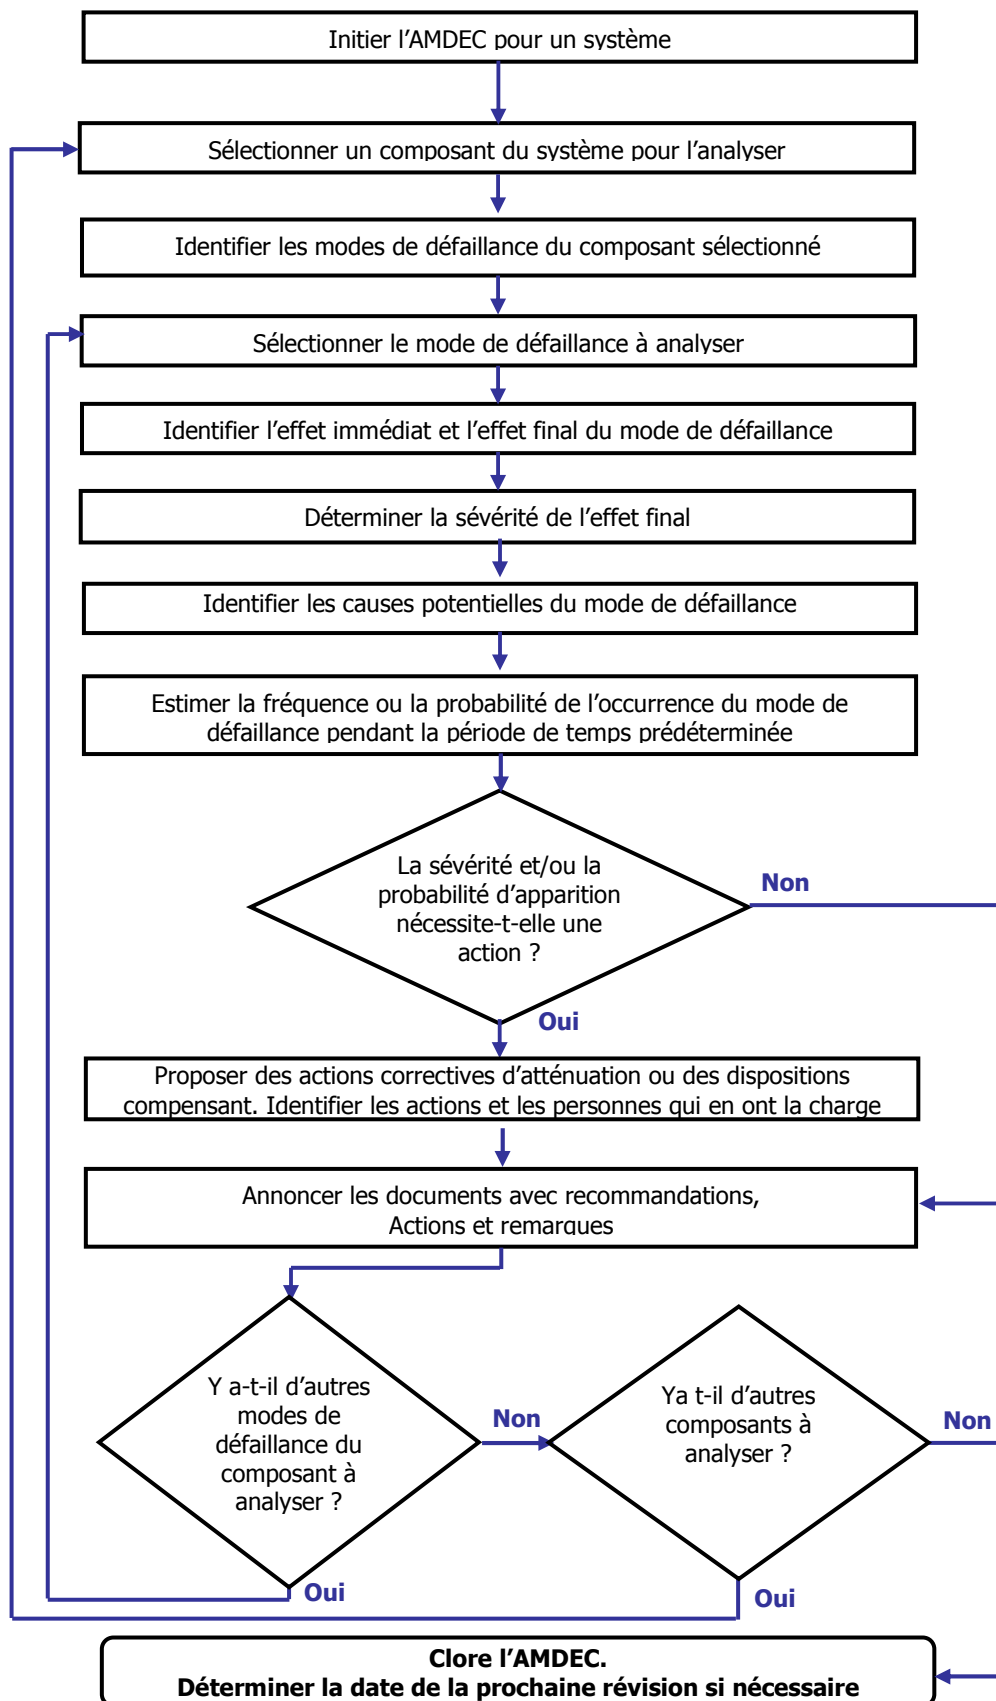 Initier l'AMDEC pour un système
Sélectionner un composant du système pour l'analyser
Identifier les modes de défaillance du composant sélectionné
Sélectionner le mode de défaillance à analyser
Identifier l'effet immédiat et l'effet final du mode de défaillance
Déterminer la sévérité de l'effet final
Identifier les causes potentielles du mode de défaillance
Estimer la fréquence ou la probabilité de l'occurrence du mode de
défaillance pendant la période de temps prédéterminée
La sévérité et/ou la
probabilité d'apparition
nécessite-t-elle une
action ?
Non
Oui
Proposer des actions correctives d'atténuation ou des dispositions
compensant. Identifier les actions et les personnes qui en ont la charge
Annoncer les documents avec recommandations,
Actions et remarques
Y a-t-il d'autres
modes de
défaillance du
composant à
analyser ?
Non
Oui
Ya t-il d'autres
composants à
analyser ?
Non
Oui
Clore l'AMDEC.
Déterminer la date de la prochaine révision si nécessaire